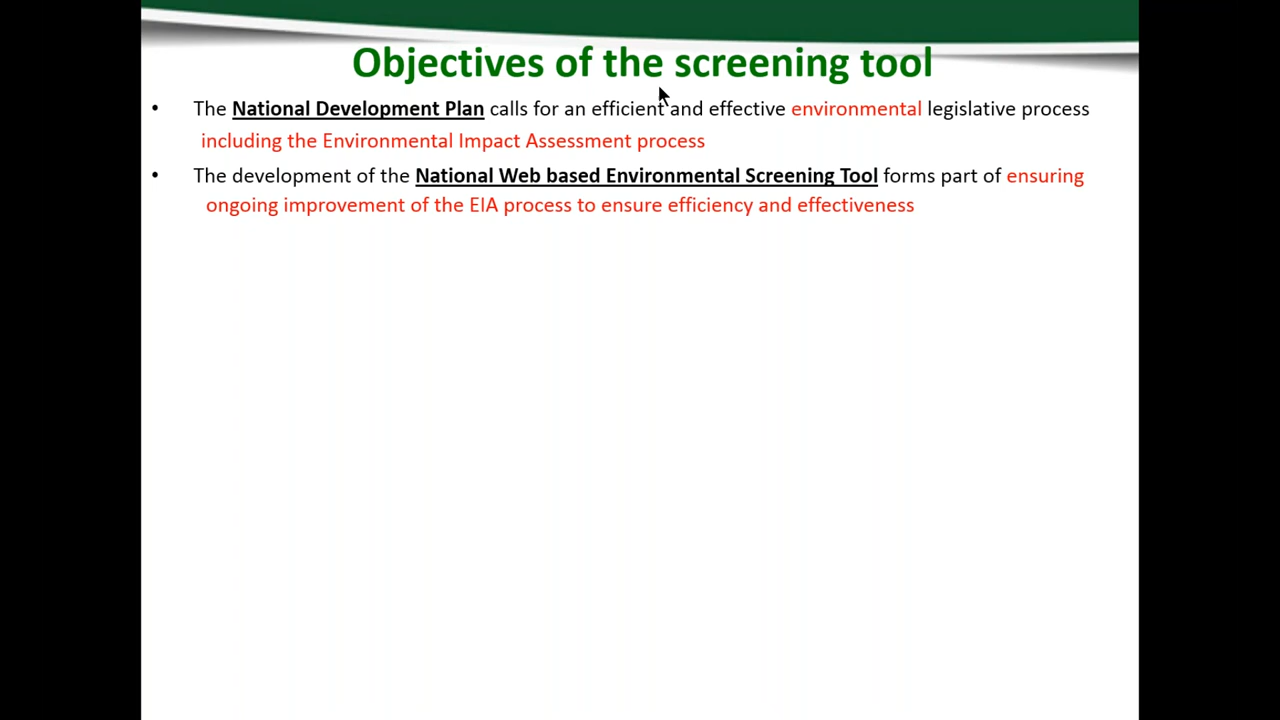 Objectives of the screening tool
• The National Development Plan calls for an efficient and effective environmental legislative process
including the Environmental Impact Assessment process
• The development of the National Web based Environmental Screening Tool forms part of ensuring
ongoing improvement of the EIA process to ensure efficiency and effectiveness